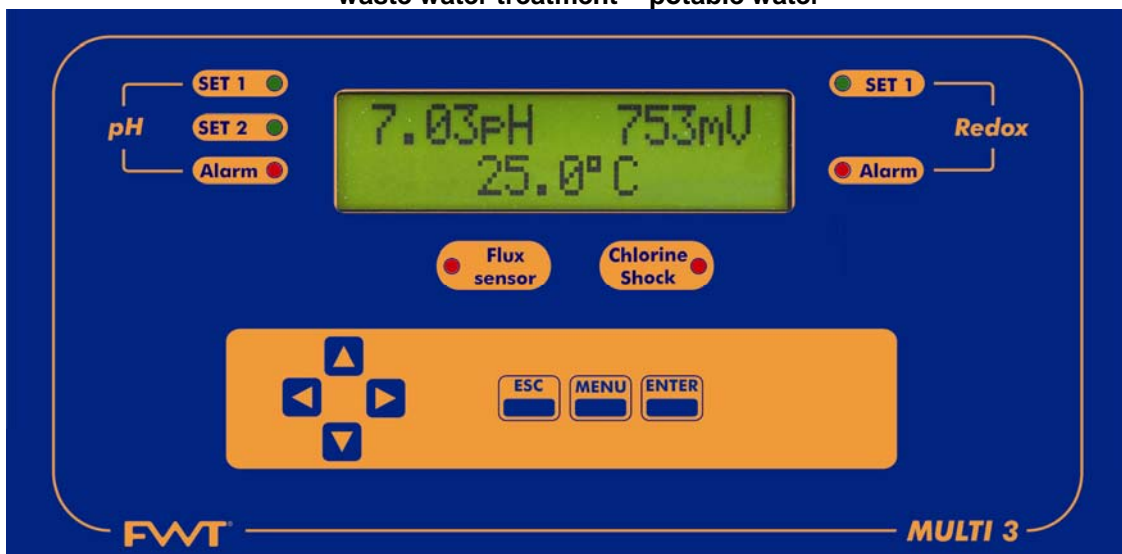 waste water treatment – potable water
SET 1
SET 1
7.03pH 753mV
pH
SET 2
Redox
Alarm
25.0°C
Alarm
Flux
sensor
Chlorine
Shock
ESC
MENU
ENTER
FWT
MULTI 3